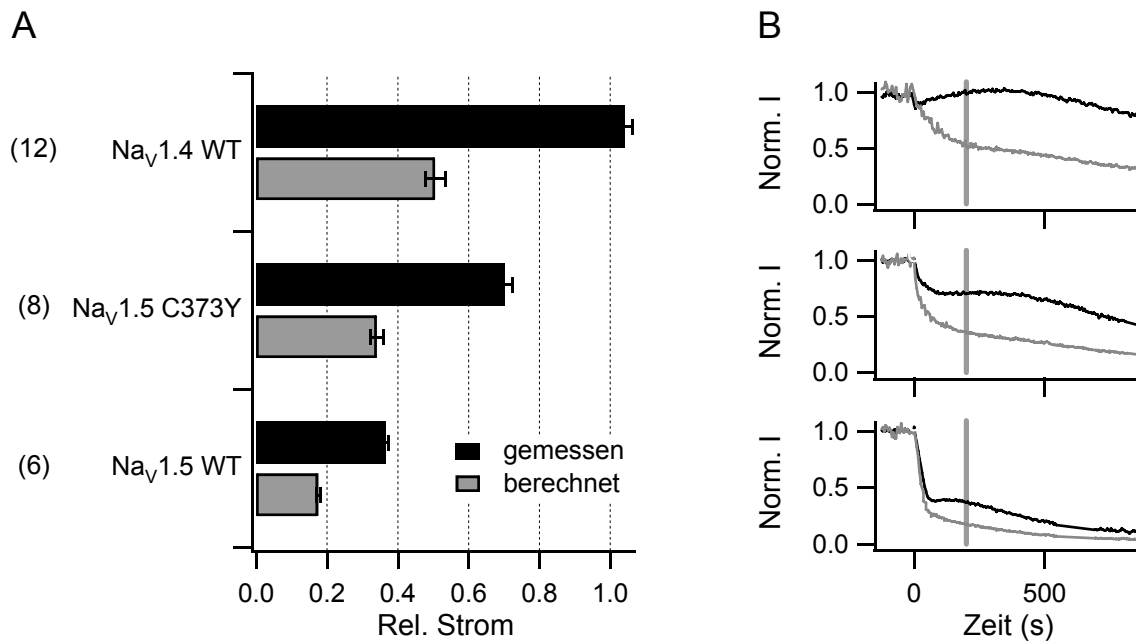 A
(12) NaV1.4 WT
(8) NaV1.5 C373Y
(6) NaV1.5 WT
gemessen
berechnet
0.0 0.2 0.4 0.6 0.8 1.0
Rel. Strom
B
Norm. I
1.0
0.5
0.0
0 500
Norm. I
1.0
0.5
0.0
Norm. I
1.0
0.5
0.0
0 500
Zeit (s)